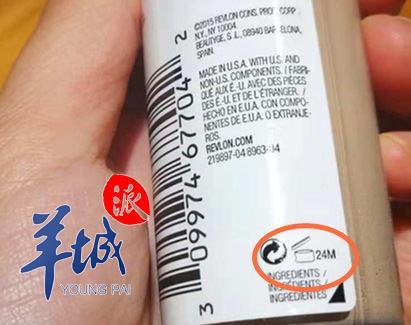 ©2015 REVLON CONS. PROD. CORP.
N.Y., NY 10004
BEAUTYGE, S.L., 08940 BARCELONA,
SPAIN.
MADE IN U.S.A. WITH U.S. AND
NON-U.S. COMPONENTS. / FABRI-
QUÉ AUX É.-U. AVEC DES PIÈCES
DES É.-U. ET DE L'ÉTRANGER. /
HECHO EN E.U.A. CON COMPO-
NENTES DE E.U.A. O EXTRANJE-
ROS.
REVLON.COM
219897-04 8963-
3 09974 67704 2
24M
INGREDIENTS /
INGRÉDIENTS /
INGREDIENTES
羊城派
YOUNG PAI